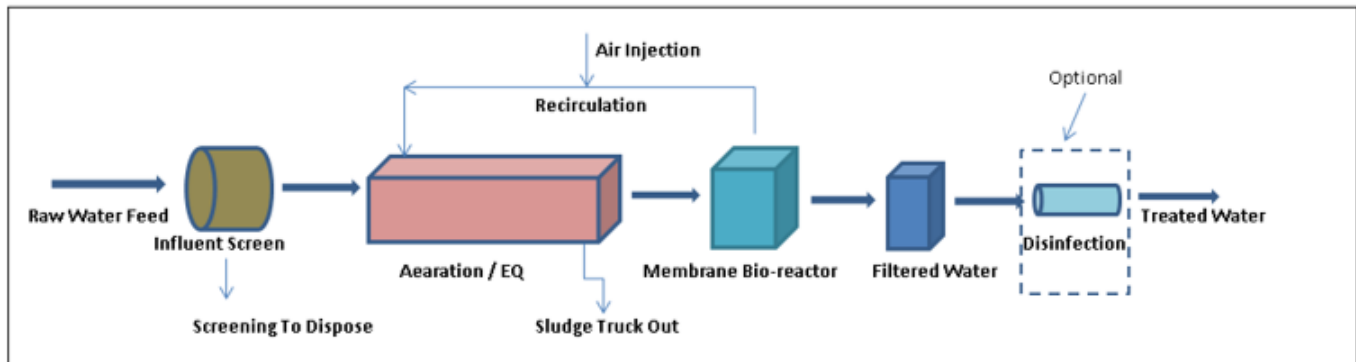 Air Injection
Optional
Recirculation
Raw Water Feed
Influent Screen
Aearation / EQ
Membrane Bio-reactor
Filtered Water
Disinfection
Treated Water
Screening To Dispose
Sludge Truck Out